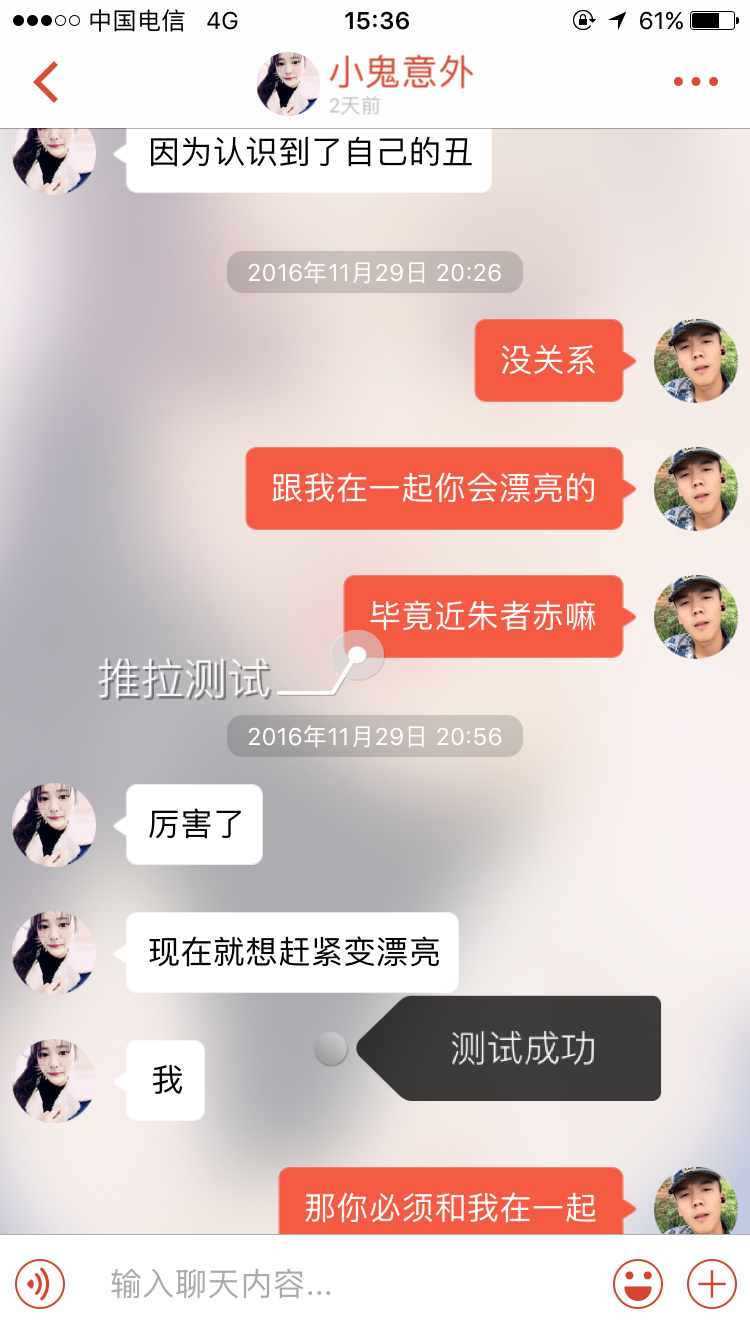 中国电信 4G 15:36 61%
小鬼意外
2天前
因为认识到了自己的丑
2016年11月29日 20:26
没关系
跟我在一起你会漂亮的
毕竟近朱者赤嘛
推拉测试
2016年11月29日 20:56
厉害了
现在就想赶紧变漂亮
测试成功
我
那你必须和我在一起
输入聊天内容...